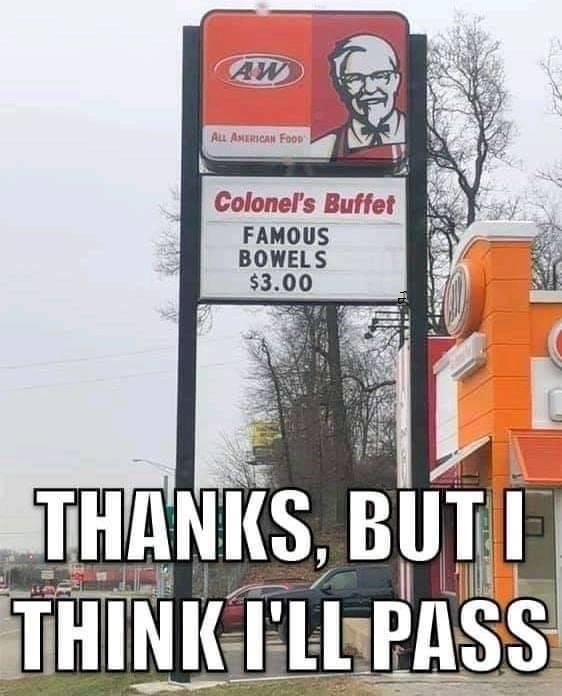 A&W
ALL AMERICAN FOOD
Colonel's Buffet
FAMOUS
BOWELS
$3.00
THANKS, BUT I
THINK I'LL PASS